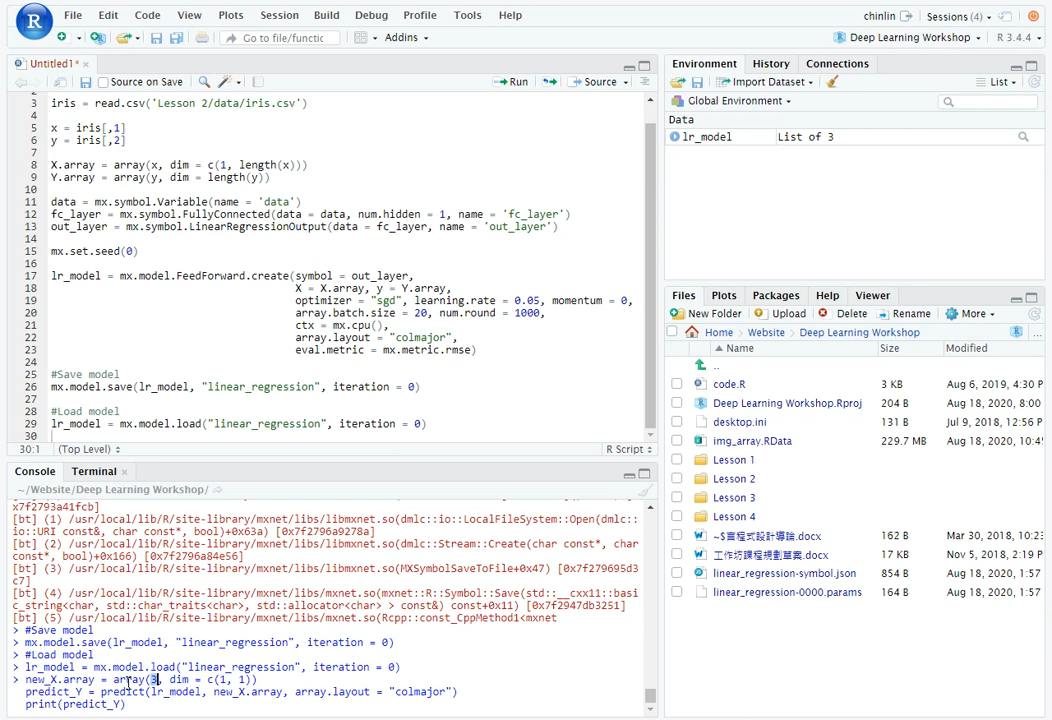 File Edit Code View Plots Session Build Debug Profile Tools Help
chinlin Sessions (4)
R
Go to file/functic Addins
Deep Learning Workshop R 3.4.4
Untitled1*
Source on Save Run Source
3 iris = read.csv('Lesson 2/data/iris.csv')
4
5 x = iris[,1]
6 y = iris[,2]
7
8 X.array = array(x, dim = c(1, length(x)))
9 Y.array = array(y, dim = length(y))
10
11 data = mx.symbol.Variable(name = 'data')
12 fc_layer = mx.symbol.FullyConnected(data = data, num.hidden = 1, name = 'fc_layer')
13 out_layer = mx.symbol.LinearRegressionOutput(data = fc_layer, name = 'out_layer')
14
15 mx.set.seed(0)
16
17 lr_model = mx.model.FeedForward.create(symbol = out_layer,
18 X = X.array, y = Y.array,
19 optimizer = "sgd", learning.rate = 0.05, momentum = 0,
20 array.batch.size = 20, num.round = 1000,
21 ctx = mx.cpu(),
22 array.layout = "colmajor",
23 eval.metric = mx.metric.rmse)
24
25 #Save model
26 mx.model.save(lr_model, "linear_regression", iteration = 0)
27
28 #Load model
29 lr_model = mx.model.load("linear_regression", iteration = 0)
30
30:1 (Top Level) R Script
Console Terminal
~/Website/Deep Learning Workshop/
x7f2793a41fcb]
[bt] (1) /usr/local/lib/R/site-library/mxnet/libs/libmxnet.so(dmlc::io::LocalFileSystem::Open(dmlc::
io::URI const&, char const*, bool)+0x63a) [0x7f2796a9278a]
[bt] (2) /usr/local/lib/R/site-library/mxnet/libs/libmxnet.so(dmlc::Stream::Create(char const*, char
const*, bool)+0x166) [0x7f2796a84e56]
[bt] (3) /usr/local/lib/R/site-library/mxnet/libs/libmxnet.so(MXSymbolSaveToFile+0x47) [0x7f279695d3
c7]
[bt] (4) /usr/local/lib/R/site-library/mxnet/libs/mxnet.so(mxnet::R::Symbol::Save(std::__cxx11::basi
c_string<char, std::char_traits<char>, std::allocator<char> > const&) const+0x11) [0x7f2947db3251]
[bt] (5) /usr/local/lib/R/site-library/mxnet/libs/mxnet.so(Rcpp::const_CppMethod1<mxnet
> #Save model
> mx.model.save(lr_model, "linear_regression", iteration = 0)
> #Load model
> lr_model = mx.model.load("linear_regression", iteration = 0)
> new_X.array = array(3, dim = c(1, 1))
predict_Y = predict(lr_model, new_X.array, array.layout = "colmajor")
print(predict_Y)
Environment History Connections
Import Dataset List
Global Environment
Data
lr_model List of 3
Files Plots Packages Help Viewer
New Folder Upload Delete Rename More
Home Website Deep Learning Workshop
Name Size Modified
..
code.R 3 KB Aug 6, 2019, 4:30 P
Deep Learning Workshop.Rproj 204 B Aug 18, 2020, 8:00
desktop.ini 131 B Jul 9, 2018, 12:56 P
img_array.RData 229.7 MB Aug 18, 2020, 10:4
Lesson 1
Lesson 2
Lesson 3
Lesson 4
~$言程式設計導論.docx 162 B Mar 30, 2018, 10:23
工作坊課程規劃草案.docx 17 KB Nov 5, 2018, 2:19 P
linear_regression-symbol.json 854 B Aug 18, 2020, 1:57
linear_regression-0000.params 164 B Aug 18, 2020, 1:57